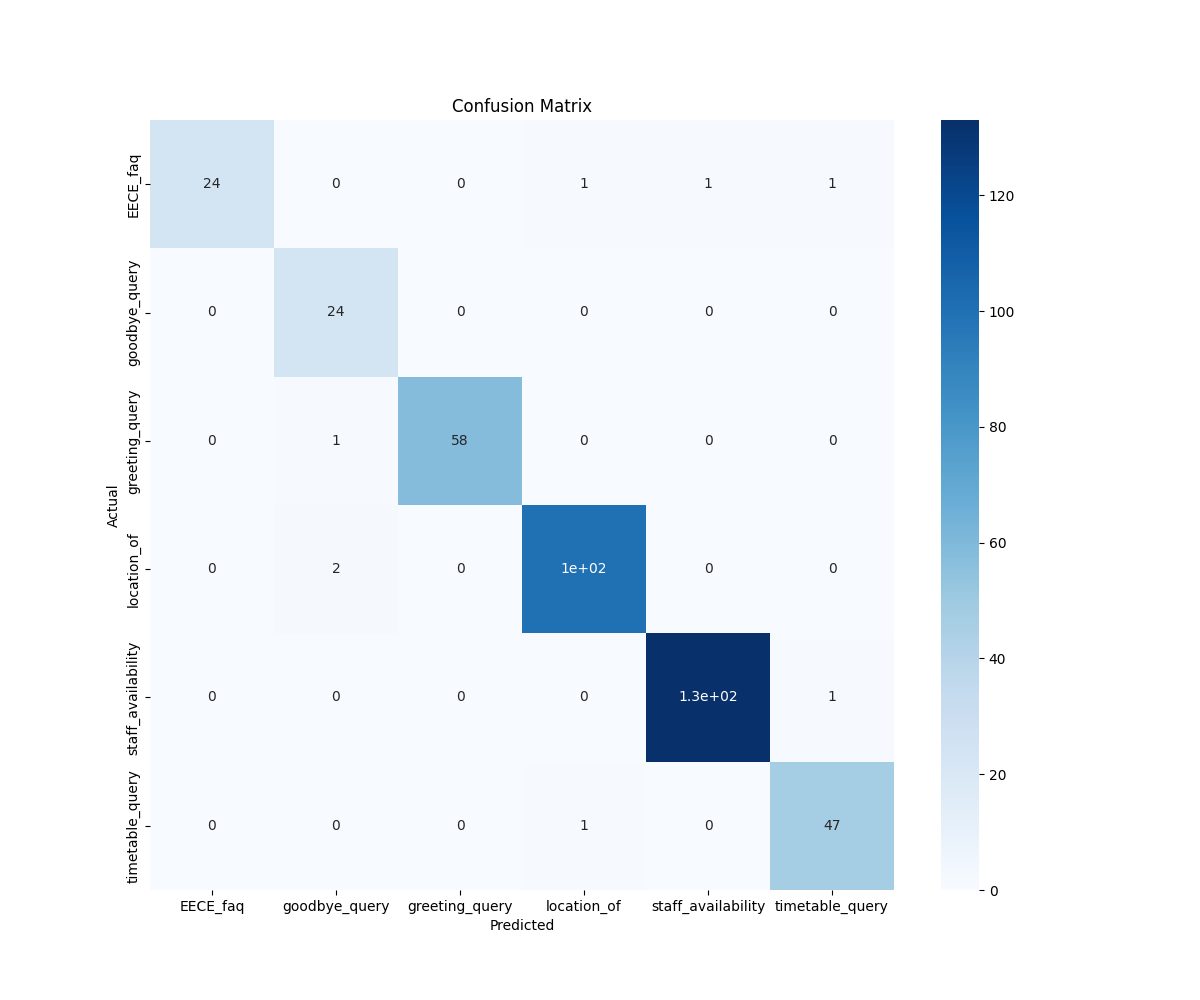 Confusion Matrix
EECE_faq 24 0 0 1 1 1
goodbye_query 0 24 0 0 0 0
greeting_query 0 1 58 0 0 0
location_of 0 2 0 1e+02 0 0
staff_availability 0 0 0 0 1.3e+02 1
timetable_query 0 0 0 1 0 47
EECE_faq goodbye_query greeting_query location_of staff_availability timetable_query
Predicted
Actual
120
100
80
60
40
20
0